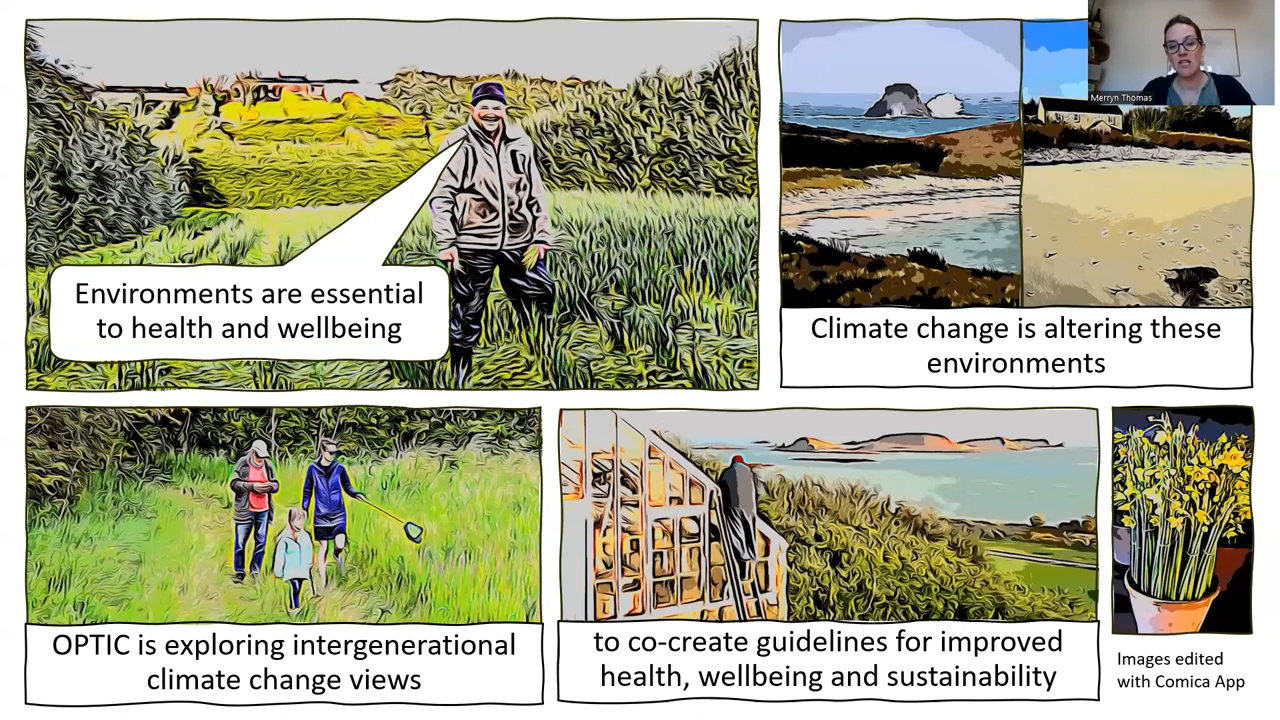 Merryn Thomas
Environments are essential
to health and wellbeing
Climate change is altering these
environments
OPTIC is exploring intergenerational
climate change views
to co-create guidelines for improved
health, wellbeing and sustainability
Images edited
with Comica App